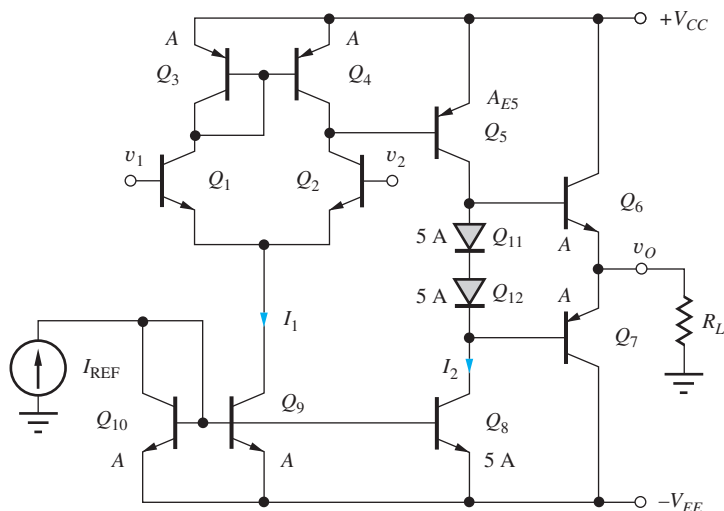 A
A
+V_CC
Q_3
Q_4
A_E5
Q_5
v_1
v_2
Q_1
Q_2
Q_6
5 A
Q_11
A
v_O
5 A
Q_12
A
I_1
R_L
Q_7
I_REF
I_2
Q_9
Q_10
Q_8
A
A
5 A
–V_EE